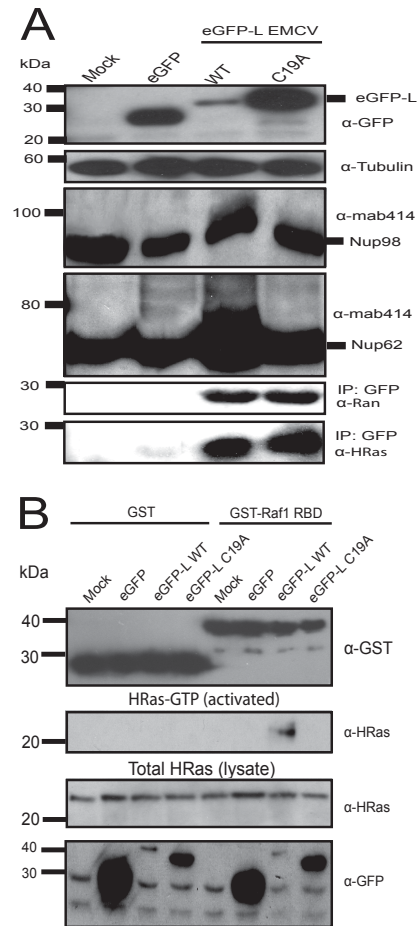 A
eGFP-L EMCV
kDa
Mock
eGFP
WT
C19A
40
30
20
eGFP-L
α-GFP
60
α-Tubulin
100
α-mab414
Nup98
80
α-mab414
Nup62
30
IP: GFP
α-Ran
30
IP: GFP
α-HRas
B
GST
GST-Raf1 RBD
kDa
Mock
eGFP
eGFP-L WT
eGFP-L C19A
Mock
eGFP
eGFP-L WT
eGFP-L C19A
40
30
α-GST
HRas-GTP (activated)
20
α-HRas
Total HRas (lysate)
20
α-HRas
40
30
α-GFP